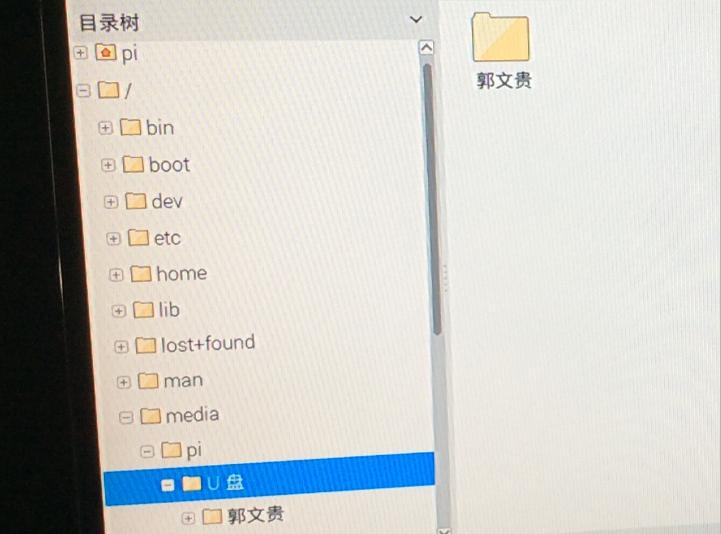 目录树
pi
/
bin
boot
dev
etc
home
lib
lost+found
man
media
pi
U 盘
郭文贵
郭文贵